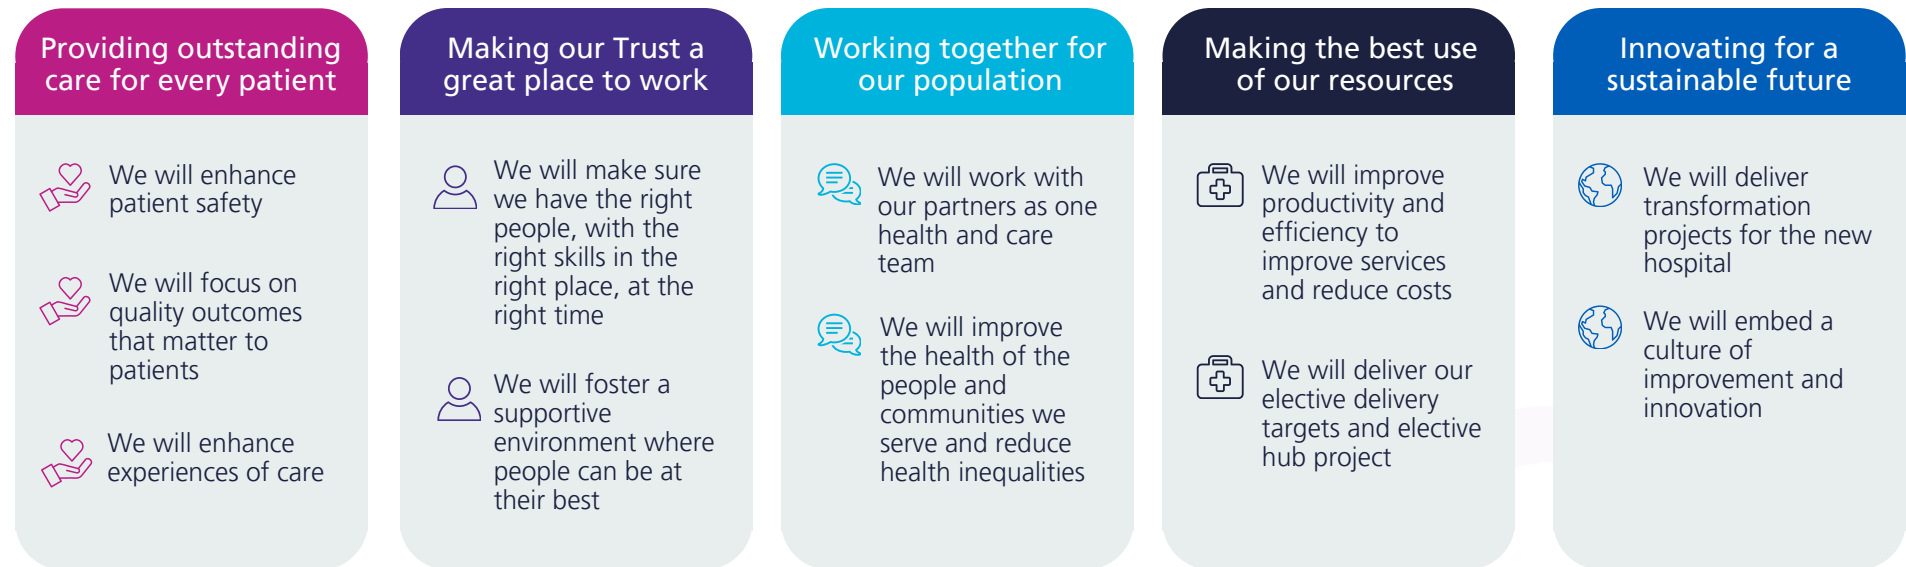 Providing outstanding
care for every patient
We will enhance
patient safety
We will focus on
quality outcomes
that matter to
patients
We will enhance
experiences of care
Making our Trust a
great place to work
We will make sure
we have the right
people, with the
right skills in the
right place, at the
right time
We will foster a
supportive
environment where
people can be at
their best
Working together for
our population
We will work with
our partners as one
health and care
team
We will improve
the health of the
people and
communities we
serve and reduce
health inequalities
Making the best use
of our resources
We will improve
productivity and
efficiency to
improve services
and reduce costs
We will deliver our
elective delivery
targets and elective
hub project
Innovating for a
sustainable future
We will deliver
transformation
projects for the new
hospital
We will embed a
culture of
improvement and
innovation